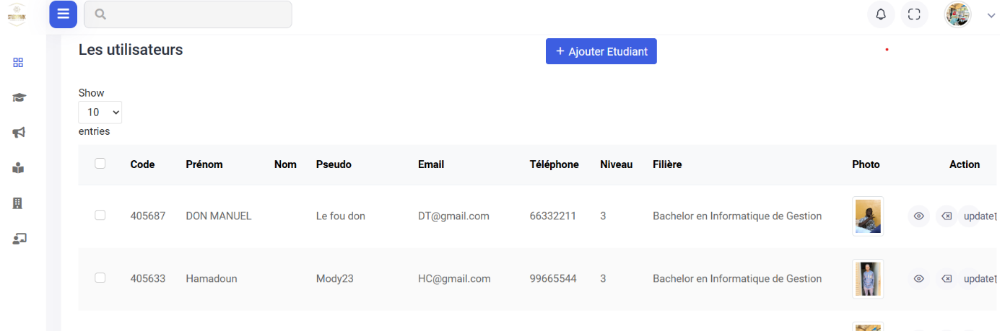 Les utilisateurs
+ Ajouter Etudiant
Show
10
entries
Code Prénom Nom Pseudo Email Téléphone Niveau Filière Photo Action
405687 DON MANUEL Le fou don DT@gmail.com 66332211 3 Bachelor en Informatique de Gestion update
405633 Hamadoun Mody23 HC@gmail.com 99665544 3 Bachelor en Informatique de Gestion update